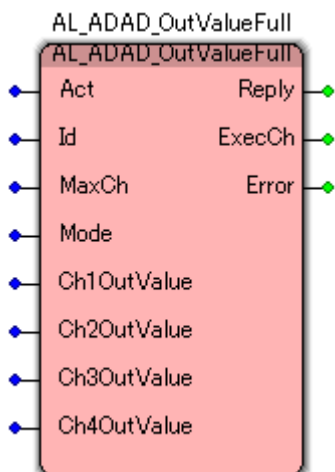 AL_ADAD_OutValueFull
AL_ADAD_OutValueFull
Act Reply
Id ExecCh
MaxCh Error
Mode
Ch1OutValue
Ch2OutValue
Ch3OutValue
Ch4OutValue